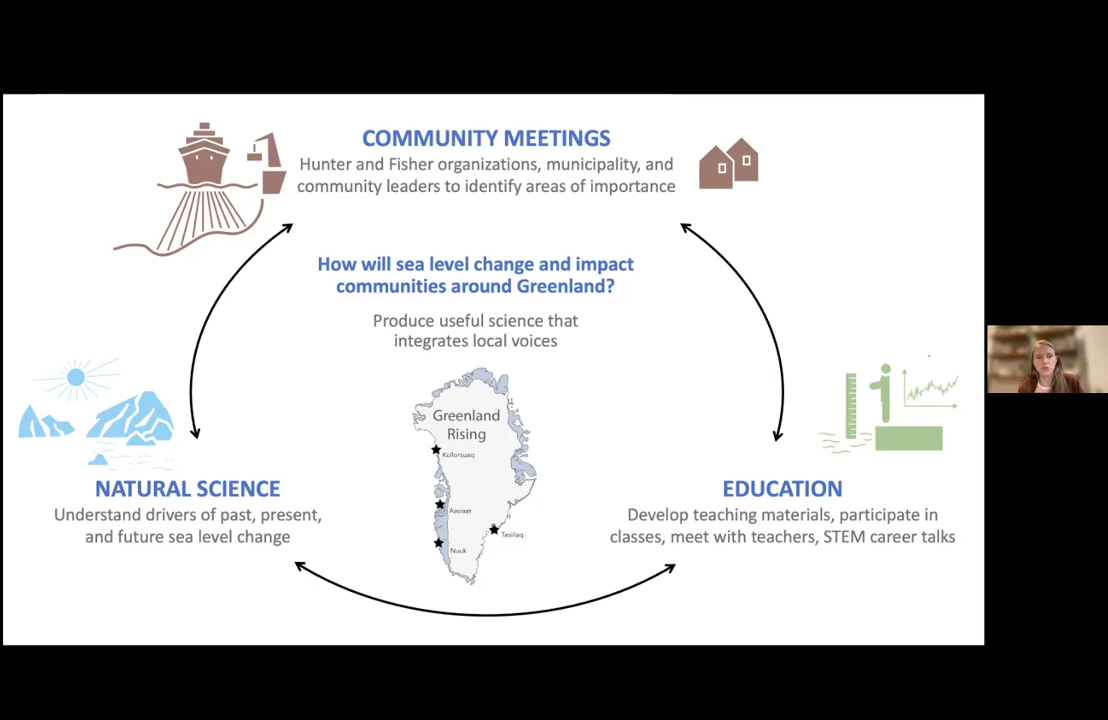 COMMUNITY MEETINGS
Hunter and Fisher organizations, municipality, and
community leaders to identify areas of importance
How will sea level change and impact
communities around Greenland?
Produce useful science that
integrates local voices
Greenland
Rising
Kullorsuaq
Aasiaat
Tasiilaq
Nuuk
NATURAL SCIENCE
Understand drivers of past, present,
and future sea level change
EDUCATION
Develop teaching materials, participate in
classes, meet with teachers, STEM career talks